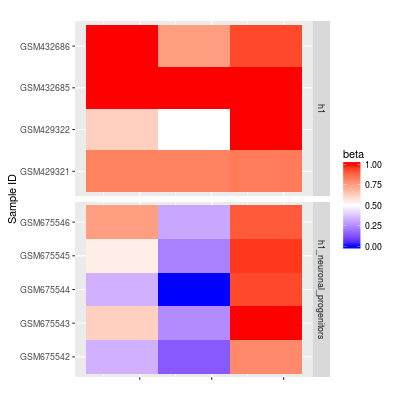 GSM432686
GSM432685
GSM429322
GSM429321
h1
GSM675546
GSM675545
GSM675544
GSM675543
GSM675542
h1_neuronal_progenitors
Sample ID
beta
1.00
0.75
0.50
0.25
0.00